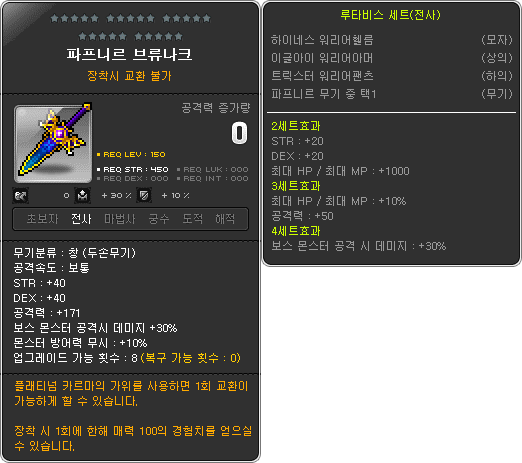 파프니르 브류나크
장착시 교환 불가
공격력 증가량
0
REQ LEV : 150
REQ STR : 450
REQ LUK : 000
REQ DEX : 000
REQ INT : 000
0
+ 30 %
+ 10 %
초보자 전사 마법사 궁수 도적 해적
무기분류 : 창 (두손무기)
공격속도 : 보통
STR : +40
DEX : +40
공격력 : +171
보스 몬스터 공격시 데미지 +30%
몬스터 방어력 무시 : +10%
업그레이드 가능 횟수 : 8 (복구 가능 횟수 : 0)
플래티넘 카르마의 가위를 사용하면 1회 교환이
가능하게 할 수 있습니다.
장착 시 1회에 한해 매력 100의 경험치를 얻으실
수 있습니다.
루타비스 세트(전사)
하이네스 워리어헬름 (모자)
이글아이 워리어아머 (상의)
트릭스터 워리어팬츠 (하의)
파프니르 무기 중 택1 (무기)
2세트효과
STR : +20
DEX : +20
최대 HP / 최대 MP : +1000
3세트효과
최대 HP / 최대 MP : +10%
공격력 : +50
4세트효과
보스 몬스터 공격 시 데미지 : +30%